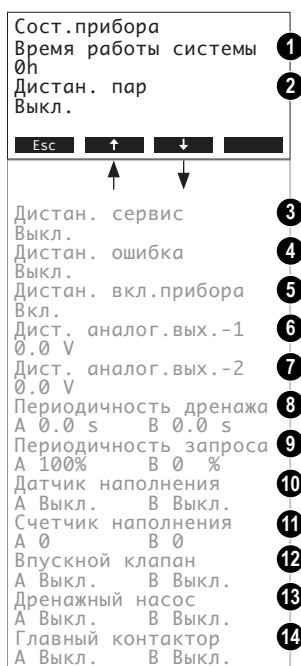 Сост.прибора
Время работы системы 1
0h
Дистан. пар 2
Выкл.
Esc ↑ ↓
Дистан. сервис 3
Выкл.
Дистан. ошибка 4
Выкл.
Дистан. вкл.прибора 5
Вкл.
Дист. аналог.вых.-1 6
0.0 V
Дист. аналог.вых.-2 7
0.0 V
Периодичность дренажа 8
A 0.0 s B 0.0 s
Периодичность запроса 9
A 100% B 0 %
Датчик наполнения 10
А Выкл. В Выкл.
Счетчик наполнения 11
A 0 B 0
Впускной клапан 12
А Выкл. В Выкл.
Дренажный насос 13
А Выкл. В Выкл.
Главный контактор 14
А Выкл. В Выкл.